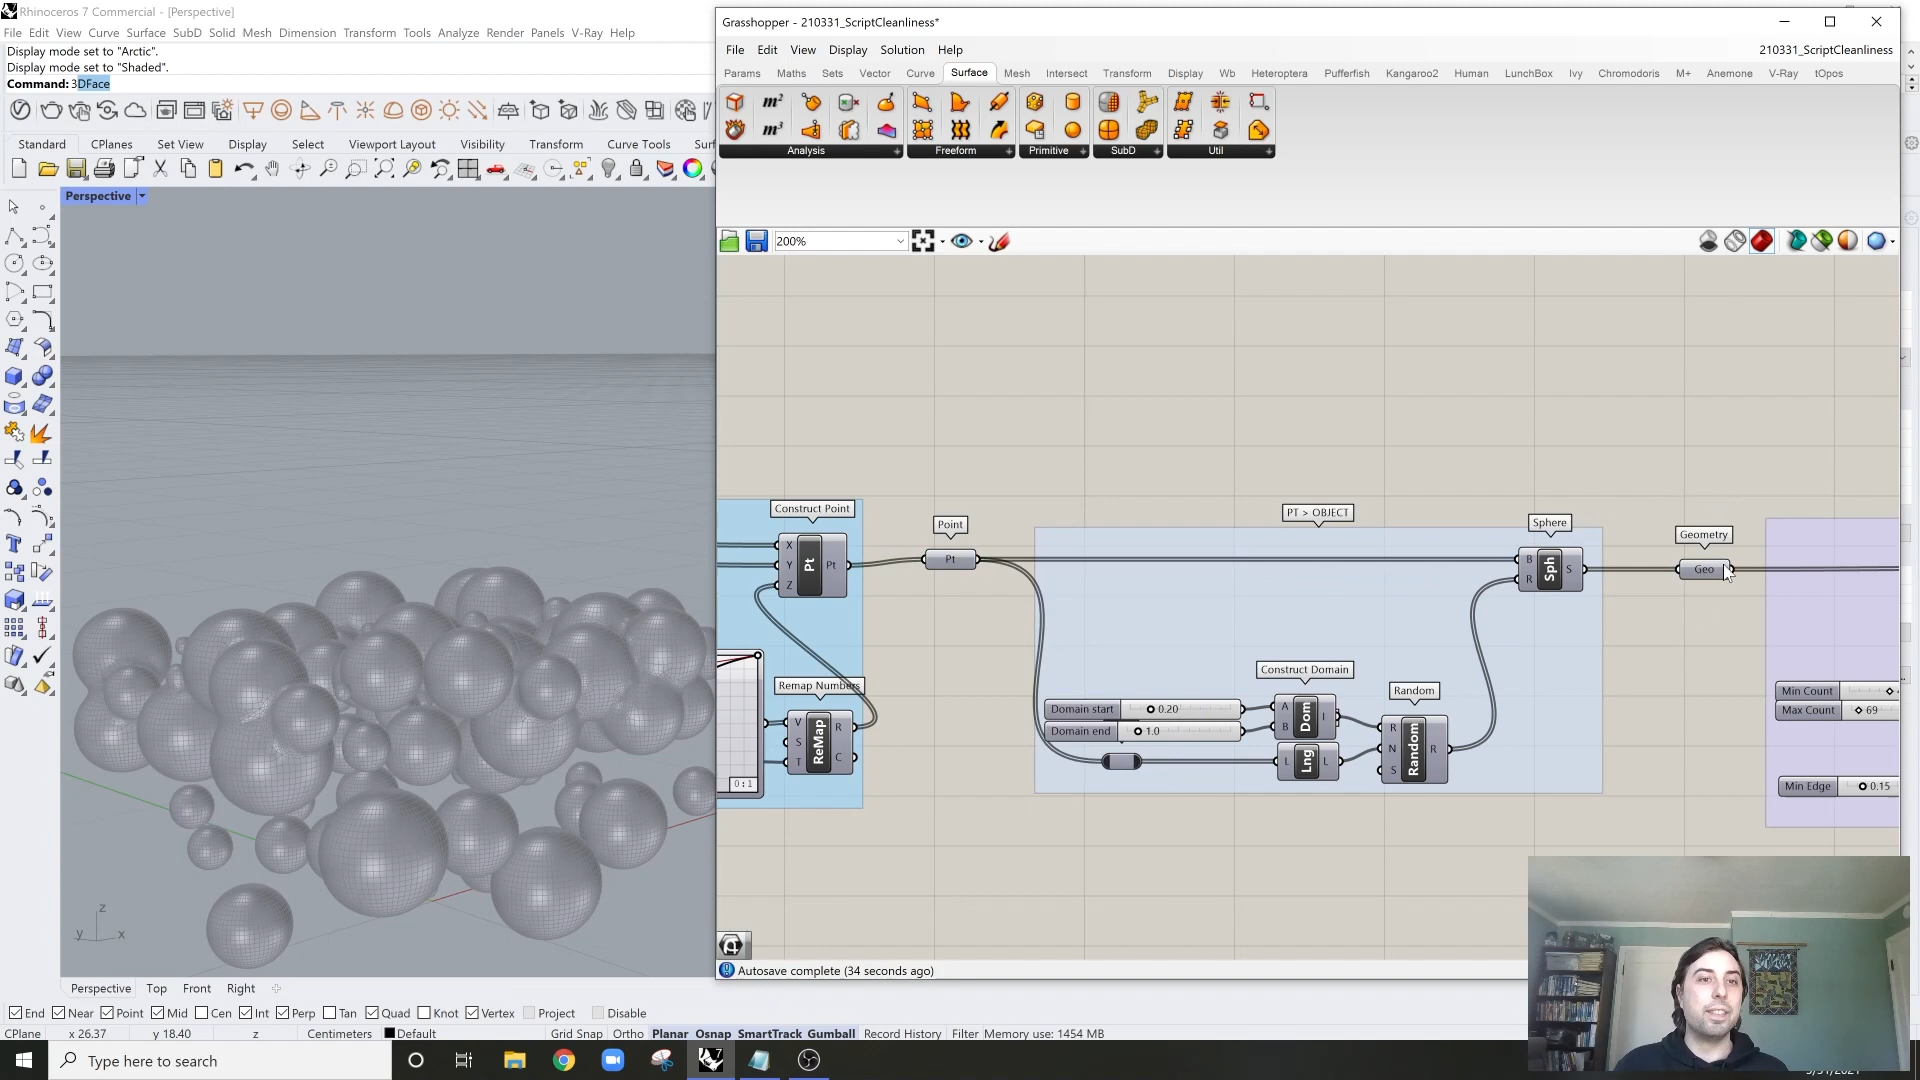 Rhinoceros 7 Commercial - [Perspective]
File Edit View Curve Surface SubD Solid Mesh Dimension Transform Tools Analyze Render Panels V-Ray Help
Display mode set to "Arctic".
Display mode set to "Shaded".
Command: 3DFace
Standard CPlanes Set View Display Select Viewport Layout Visibility Transform Curve Tools Surf
Perspective
z
y x
Perspective Top Front Right
End Near Point Mid Cen Int Perp Tan Quad Knot Vertex Project Disable
CPlane x 26.37 y 18.40 z Centimeters Default Grid Snap Ortho Planar Osnap SmartTrack Gumball Record History Filter Memory use: 1454 MB
Type here to search
Grasshopper - 210331_ScriptCleanliness*
File Edit View Display Solution Help 210331_ScriptCleanliness
Params Maths Sets Vector Curve Surface Mesh Intersect Transform Display Wb Heteroptera Pufferfish Kangaroo2 Human LunchBox Ivy Chromodoris M+ Anemone V-Ray tOpos
m²
m³
Analysis Freeform Primitive SubD Util
200%
Construct Point
X
Y
Z
Pt
Pt
Point
Pt
Remap Numbers
V
S
T
ReMap
R
C
0:1
PT > OBJECT
Sphere
B
R
Sph
S
Geometry
Geo
Construct Domain
Domain start 0.20
Domain end 1.0
A
B
Dom
I
L
Lng
L
Random
R
N
S
Random
R
Min Count
Max Count 69
Min Edge 0.15
Autosave complete (34 seconds ago)